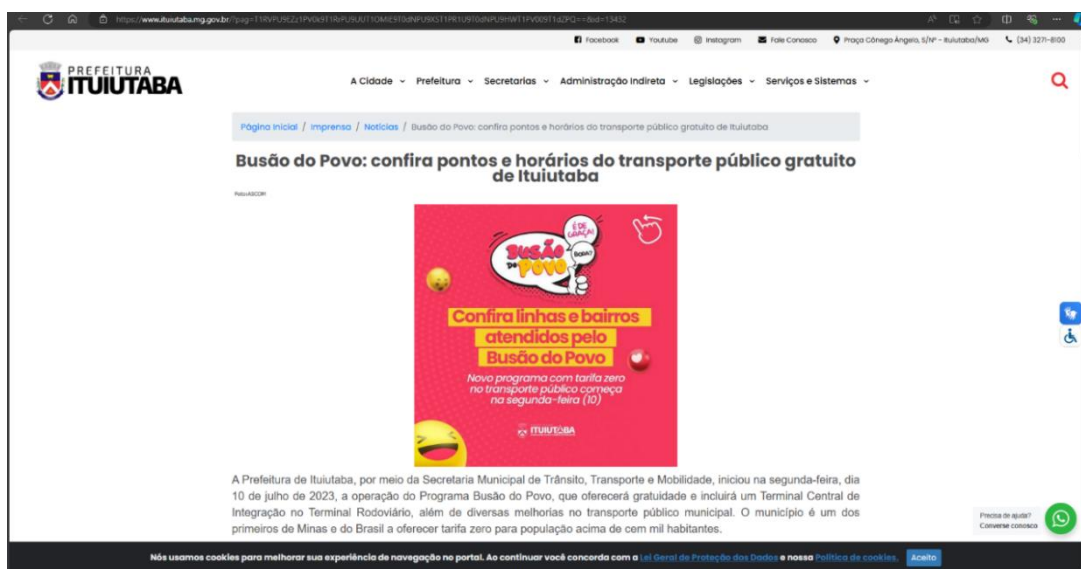 https://www.ituiutaba.mg.gov.br/
Facebook Youtube Instagram Fale Conosco Praça Cônego Ângelo, S/Nº - Ituiutaba/MG (34) 3271-8100
PREFEITURA
ITUIUTABA
A Cidade Prefeitura Secretarias Administração Indireta Legislações Serviços e Sistemas
Página Inicial / Imprensa / Notícias / Busão do Povo: confira pontos e horários do transporte público gratuito de Ituiutaba
Busão do Povo: confira pontos e horários do transporte público gratuito
de Ituiutaba
Foto:ASCOM
É DE
GRAÇA!
BORA?
BUSÃO
DO POVO
Confira linhas e bairros
atendidos pelo
Busão do Povo
Novo programa com tarifa zero
no transporte público começa
na segunda-feira (10)
ITUIUTABA
A Prefeitura de Ituiutaba, por meio da Secretaria Municipal de Trânsito, Transporte e Mobilidade, iniciou na segunda-feira, dia
10 de julho de 2023, a operação do Programa Busão do Povo, que oferecerá gratuidade e incluirá um Terminal Central de
Integração no Terminal Rodoviário, além de diversas melhorias no transporte público municipal. O município é um dos
primeiros de Minas e do Brasil a oferecer tarifa zero para população acima de cem mil habitantes.
Precisa de ajuda?
Converse conosco
Nós usamos cookies para melhorar sua experiência de navegação no portal. Ao continuar você concorda com a Lei Geral de Proteção dos Dados e nossa Política de cookies. Aceito